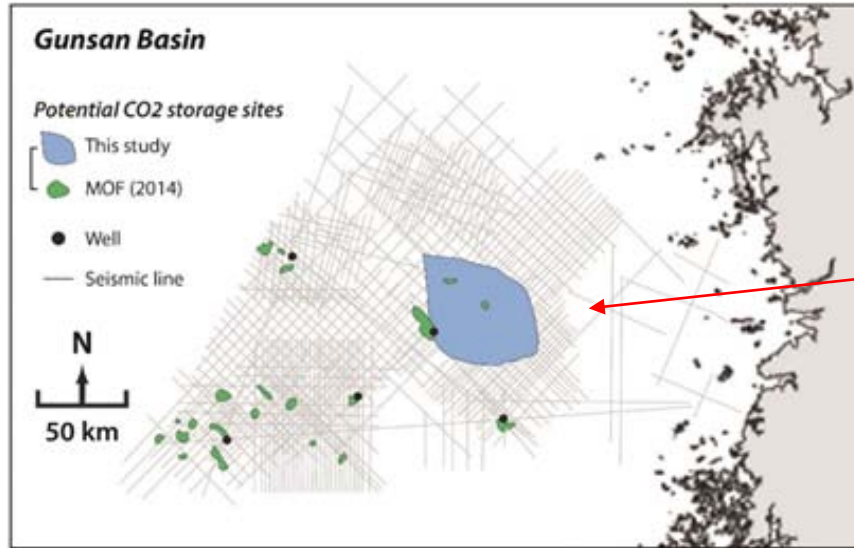 Gunsan Basin
Potential CO2 storage sites
This study
MOF (2014)
Well
Seismic line
N
50 km